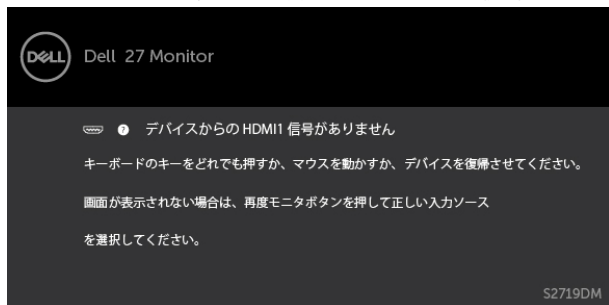 DELL
Dell 27 Monitor
? デバイスからの HDMI1 信号がありません
キーボードのキーをどれでも押すか、マウスを動かすか、デバイスを復帰させてください。
画面が表示されない場合は、再度モニタボタンを押して正しい入力ソース
を選択してください。
S2719DM